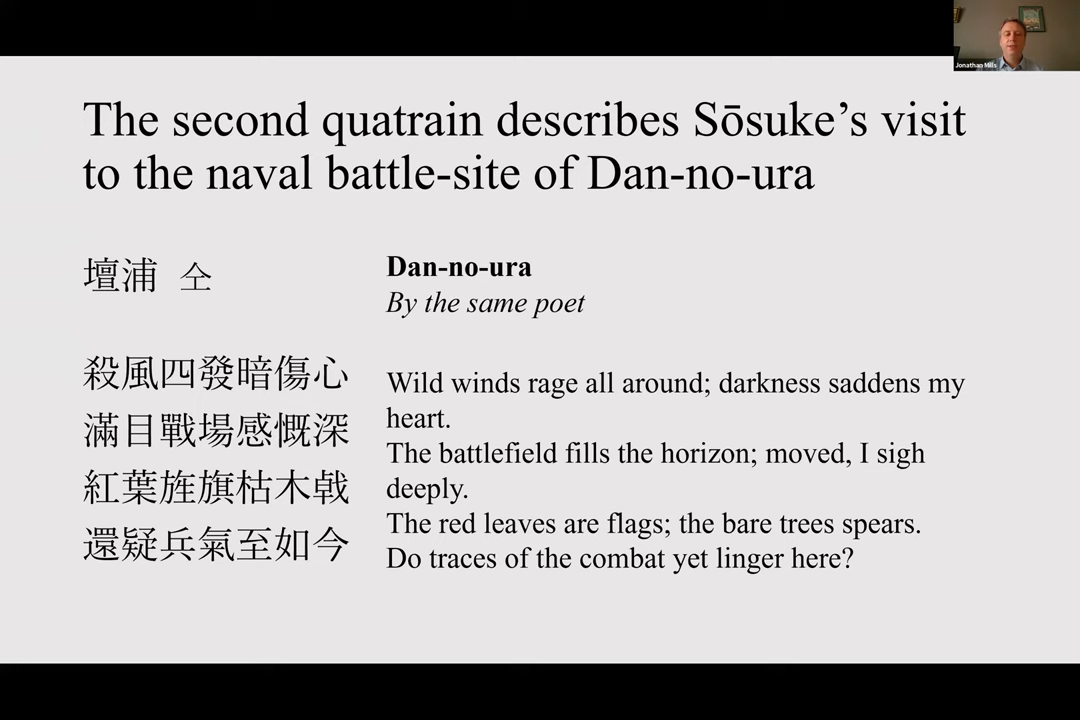 Jonathan Mills
The second quatrain describes Sōsuke’s visit
to the naval battle-site of Dan-no-ura
壇浦 仝
殺風四發暗傷心
滿目戰場感慨深
紅葉旌旗枯木戟
還疑兵氣至如今
Dan-no-ura
By the same poet
Wild winds rage all around; darkness saddens my
heart.
The battlefield fills the horizon; moved, I sigh
deeply.
The red leaves are flags; the bare trees spears.
Do traces of the combat yet linger here?